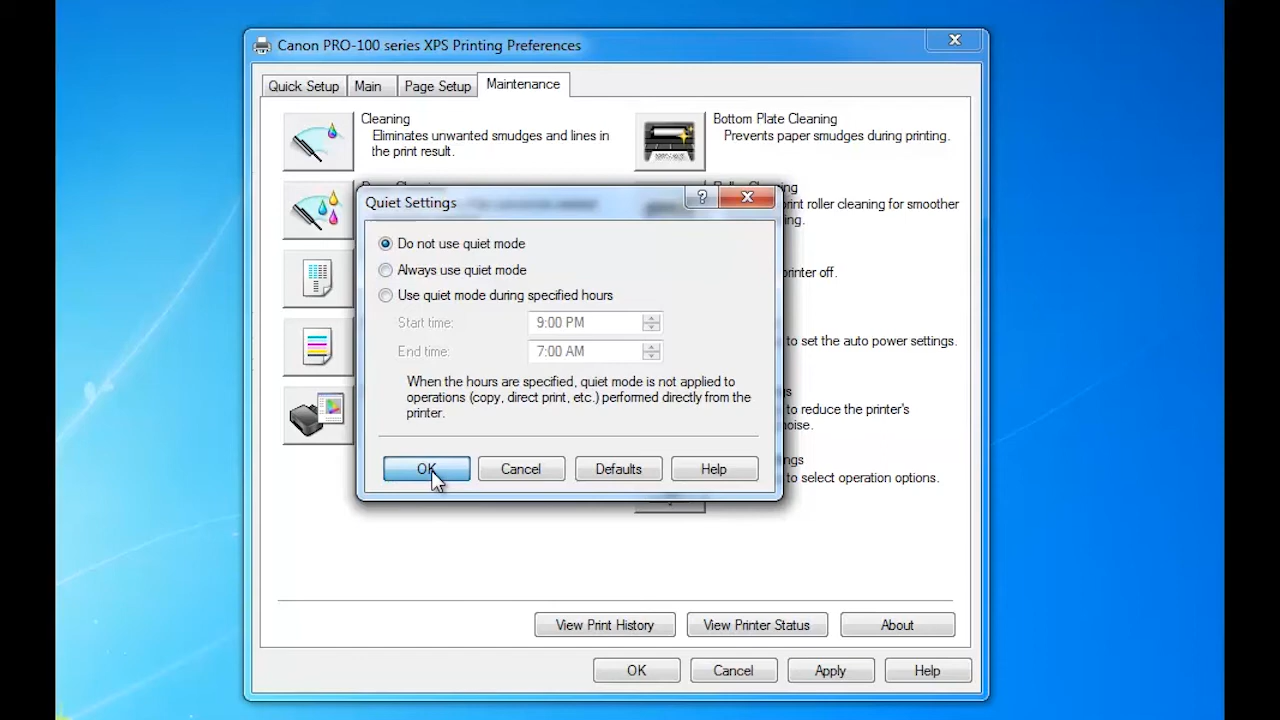 Canon PRO-100 series XPS Printing Preferences
Quick Setup
Main
Page Setup
Maintenance
Cleaning
Eliminates unwanted smudges and lines in
the print result.
Bottom Plate Cleaning
Prevents paper smudges during printing.
print roller cleaning for smoother
printer off.
to set the auto power settings.
to reduce the printer's
to select operation options.
Quiet Settings
?
Do not use quiet mode
Always use quiet mode
Use quiet mode during specified hours
Start time:
9:00 PM
End time:
7:00 AM
When the hours are specified, quiet mode is not applied to
operations (copy, direct print, etc.) performed directly from the
printer.
OK
Cancel
Defaults
Help
View Print History
View Printer Status
About
OK
Cancel
Apply
Help